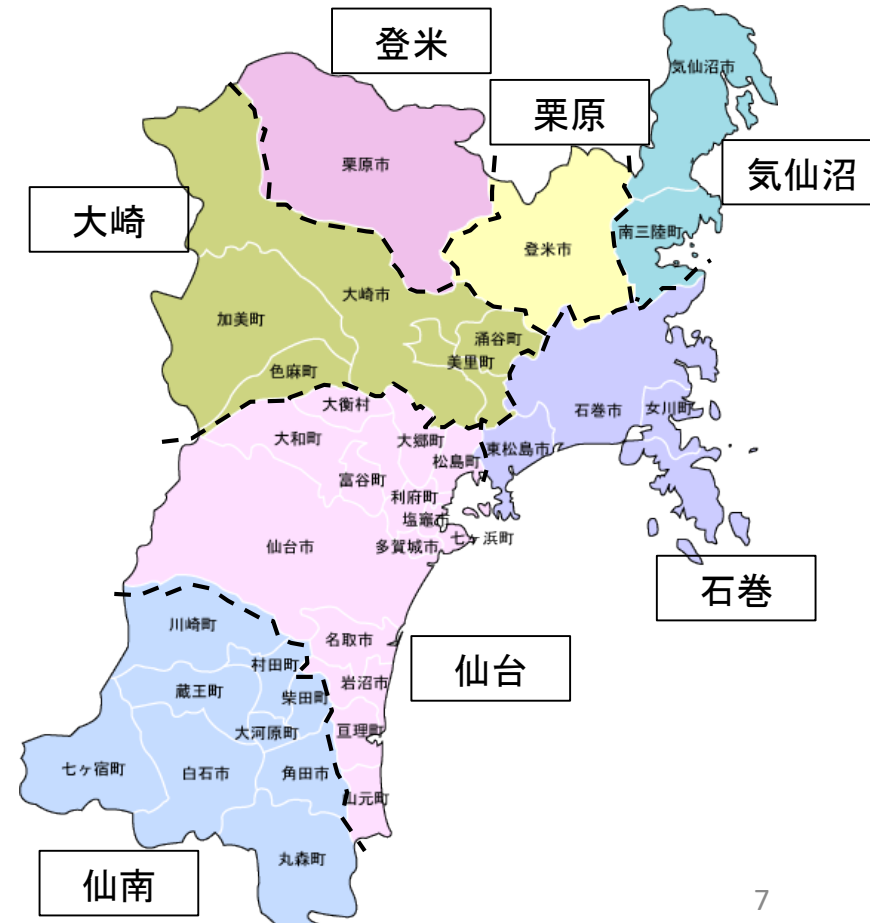 登米
気仙沼市
栗原
栗原市
気仙沼
大崎
南三陸町
登米市
大崎市
加美町
涌谷町
美里町
色麻町
大衡村
石巻市
女川町
大和町
大郷町
東松島市
松島町
富谷町
利府町
塩竈市
七ヶ浜町
仙台市
多賀城市
石巻
川崎町
名取市
村田町
仙台
岩沼市
蔵王町
柴田町
大河原町
亘理町
七ヶ宿町
白石市
角田市
山元町
丸森町
仙南
7